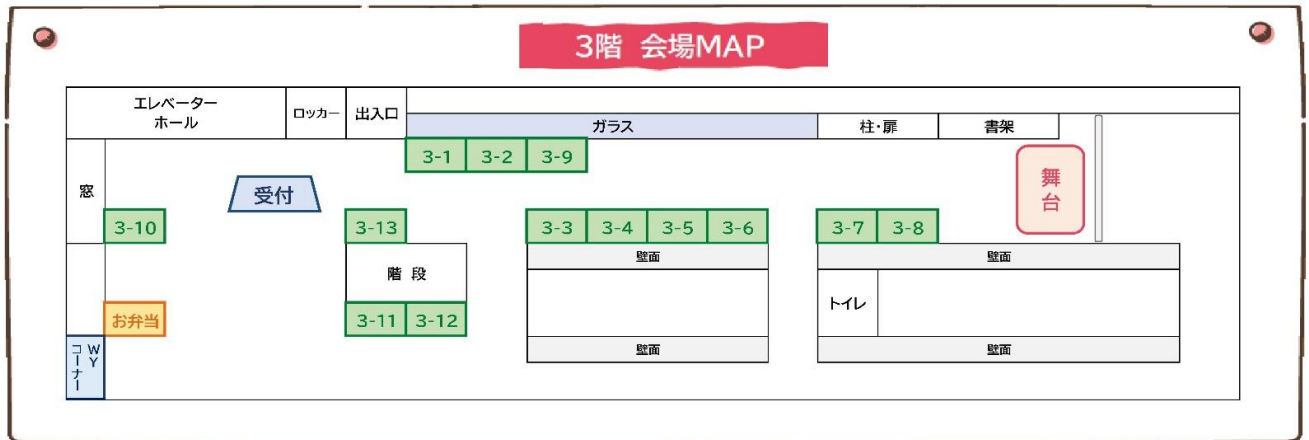 3階 会場MAP
エレベーター
ホール
ロッカー
出入口
ガラス
柱・扉
書架
3-1
3-2
3-9
窓
受付
舞台
3-10
3-13
3-3
3-4
3-5
3-6
3-7
3-8
階段
壁面
壁面
お弁当
3-11
3-12
トイレ
WY
コーナー
壁面
壁面